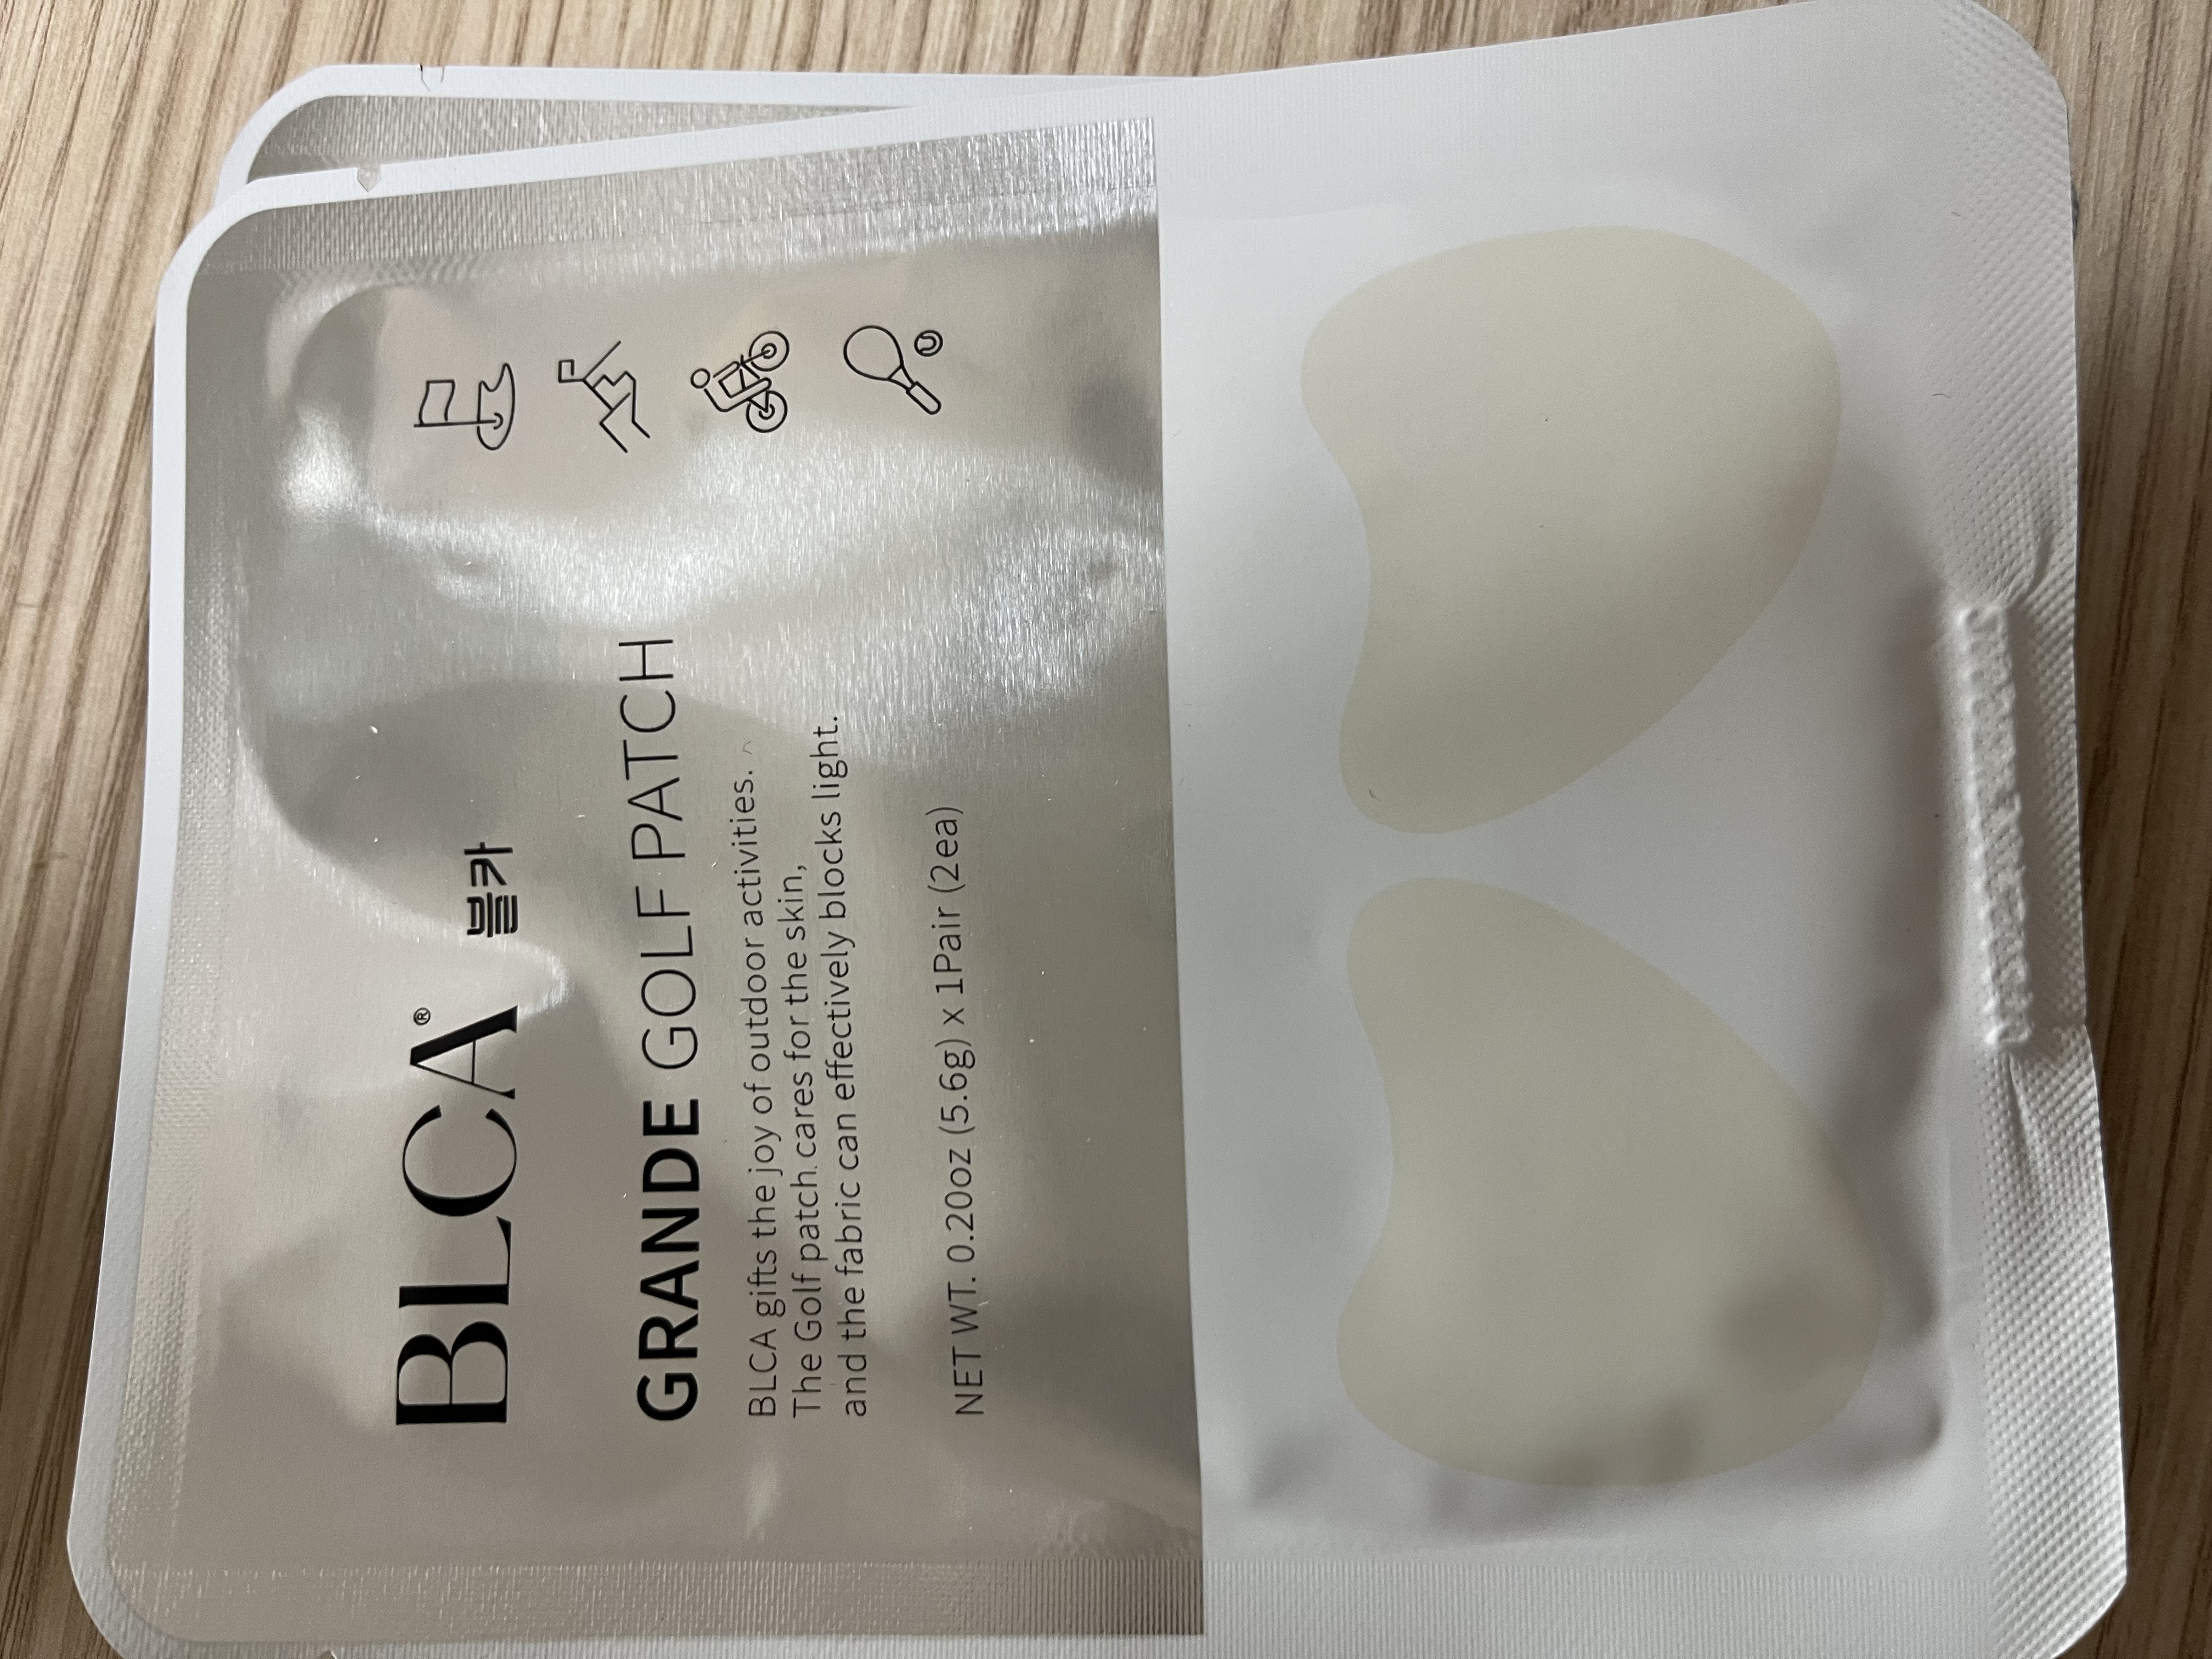 BLCA® 블카
GRANDE GOLF PATCH
BLCA gifts the joy of outdoor activities.
The Golf patch cares for the skin,
and the fabric can effectively blocks light.
NET WT. 0.20oz (5.6g) x 1Pair (2ea)